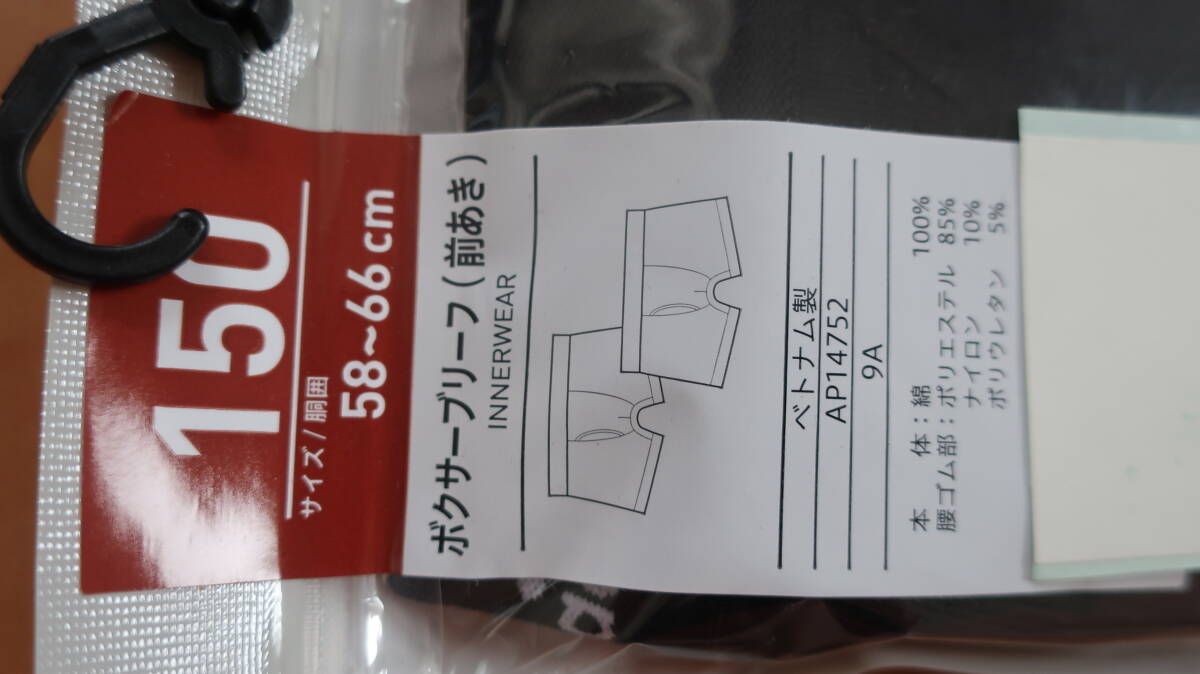 150
サイズ/胴囲
58~66cm
ボクサーブリーフ(前あき)
INNERWEAR
ベトナム製
AP14752
9A
本 体:綿 100%
腰ゴム部:ポリエステル 85%
ナイロン 10%
ポリウレタン 5%